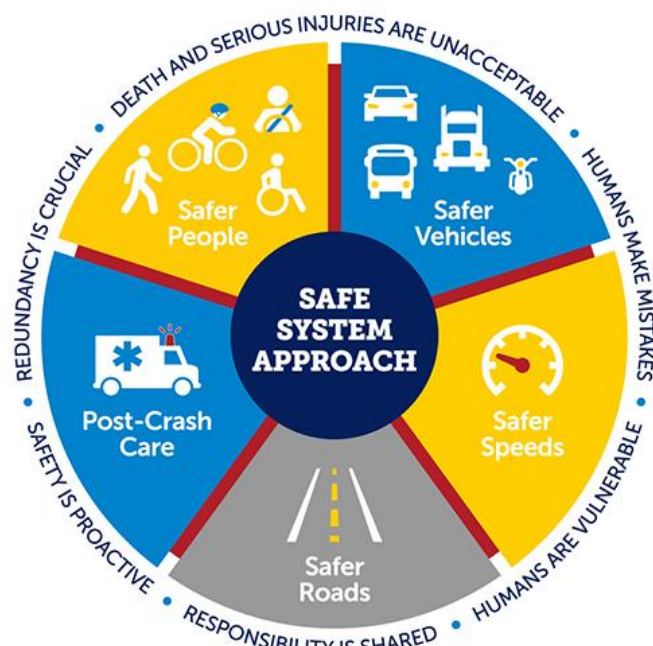 DEATH AND SERIOUS INJURIES ARE UNACCEPTABLE
HUMANS MAKE MISTAKES
HUMANS ARE VULNERABLE
RESPONSIBILITY IS SHARED
SAFETY IS PROACTIVE
REDUNDANCY IS CRUCIAL
Safer
People
Safer
Vehicles
SAFE
SYSTEM
APPROACH
Post-Crash
Care
Safer
Speeds
Safer
Roads